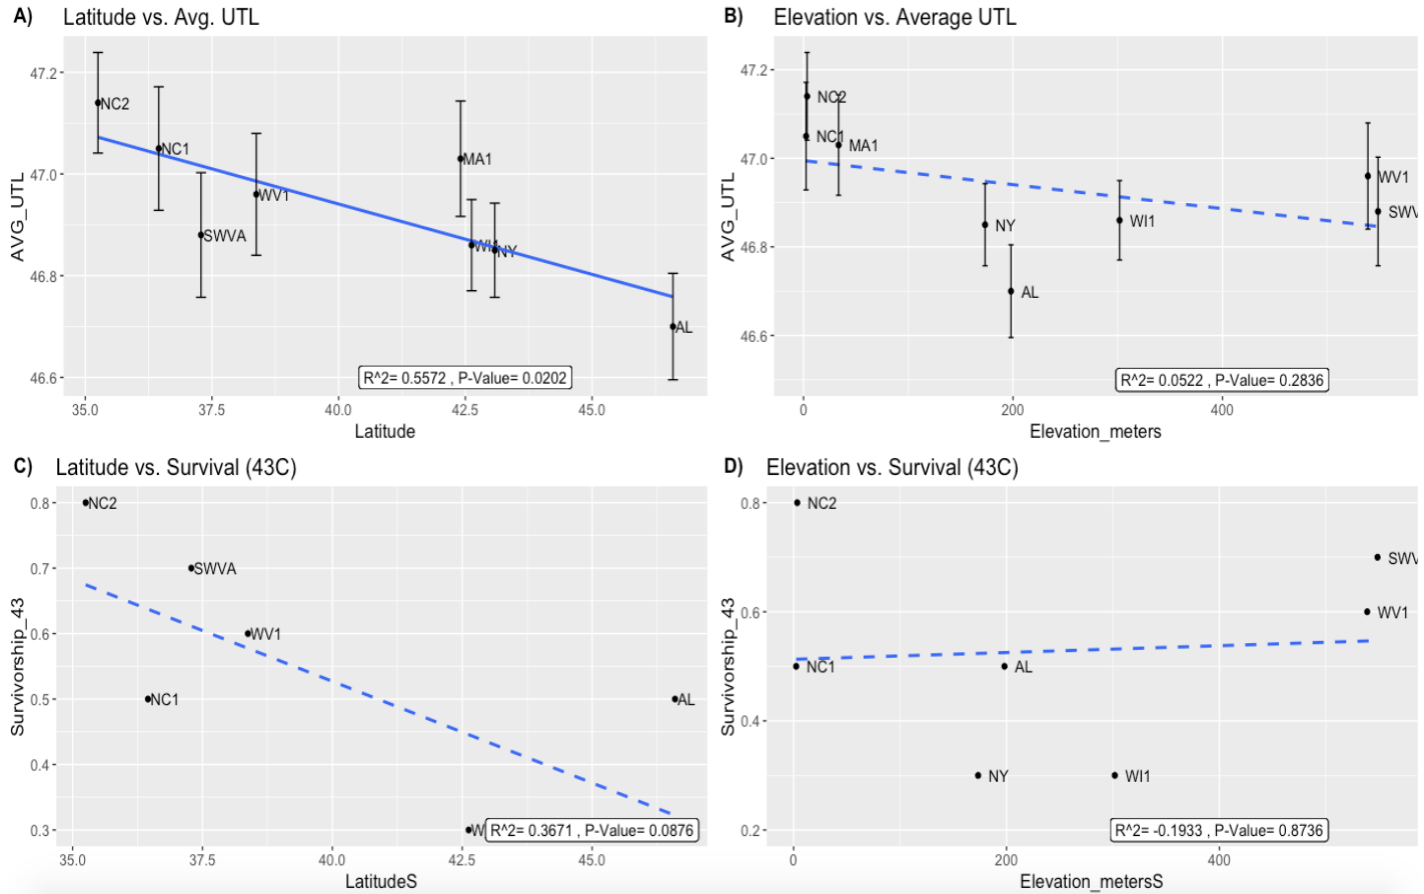 A) Latitude vs. Avg. UTL
47.2
47.0
46.8
46.6
AVG_UTL
NC2
NC1
SWVA
WV1
MA1
WI1
NY
AL
R^2= 0.5572 , P-Value= 0.0202
35.0 37.5 40.0 42.5 45.0
Latitude
B) Elevation vs. Average UTL
47.2
47.0
46.8
46.6
AVG_UTL
NC2
NC1
MA1
NY
AL
WI1
WV1
SWV
R^2= 0.0522 , P-Value= 0.2836
0 200 400
Elevation_meters
C) Latitude vs. Survival (43C)
0.8
0.7
0.6
0.5
0.4
0.3
Survivorship_43
NC2
SWVA
WV1
NC1
AL
W
R^2= 0.3671 , P-Value= 0.0876
35.0 37.5 40.0 42.5 45.0
LatitudeS
D) Elevation vs. Survival (43C)
0.8
0.6
0.4
0.2
Survivorship_43
NC2
SWV
WV1
NC1
AL
NY
WI1
R^2= -0.1933 , P-Value= 0.8736
0 200 400
Elevation_metersS